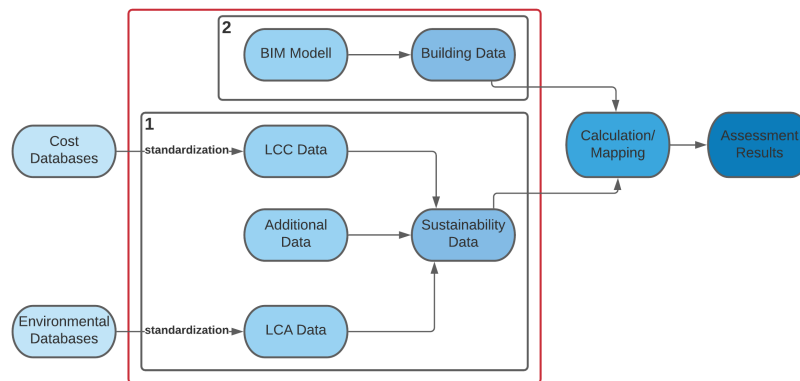 2
BIM Modell
Building Data
1
Cost
Databases
standardization
LCC Data
Calculation/
Mapping
Assessment
Results
Additional
Data
Sustainability
Data
Environmental
Databases
standardization
LCA Data